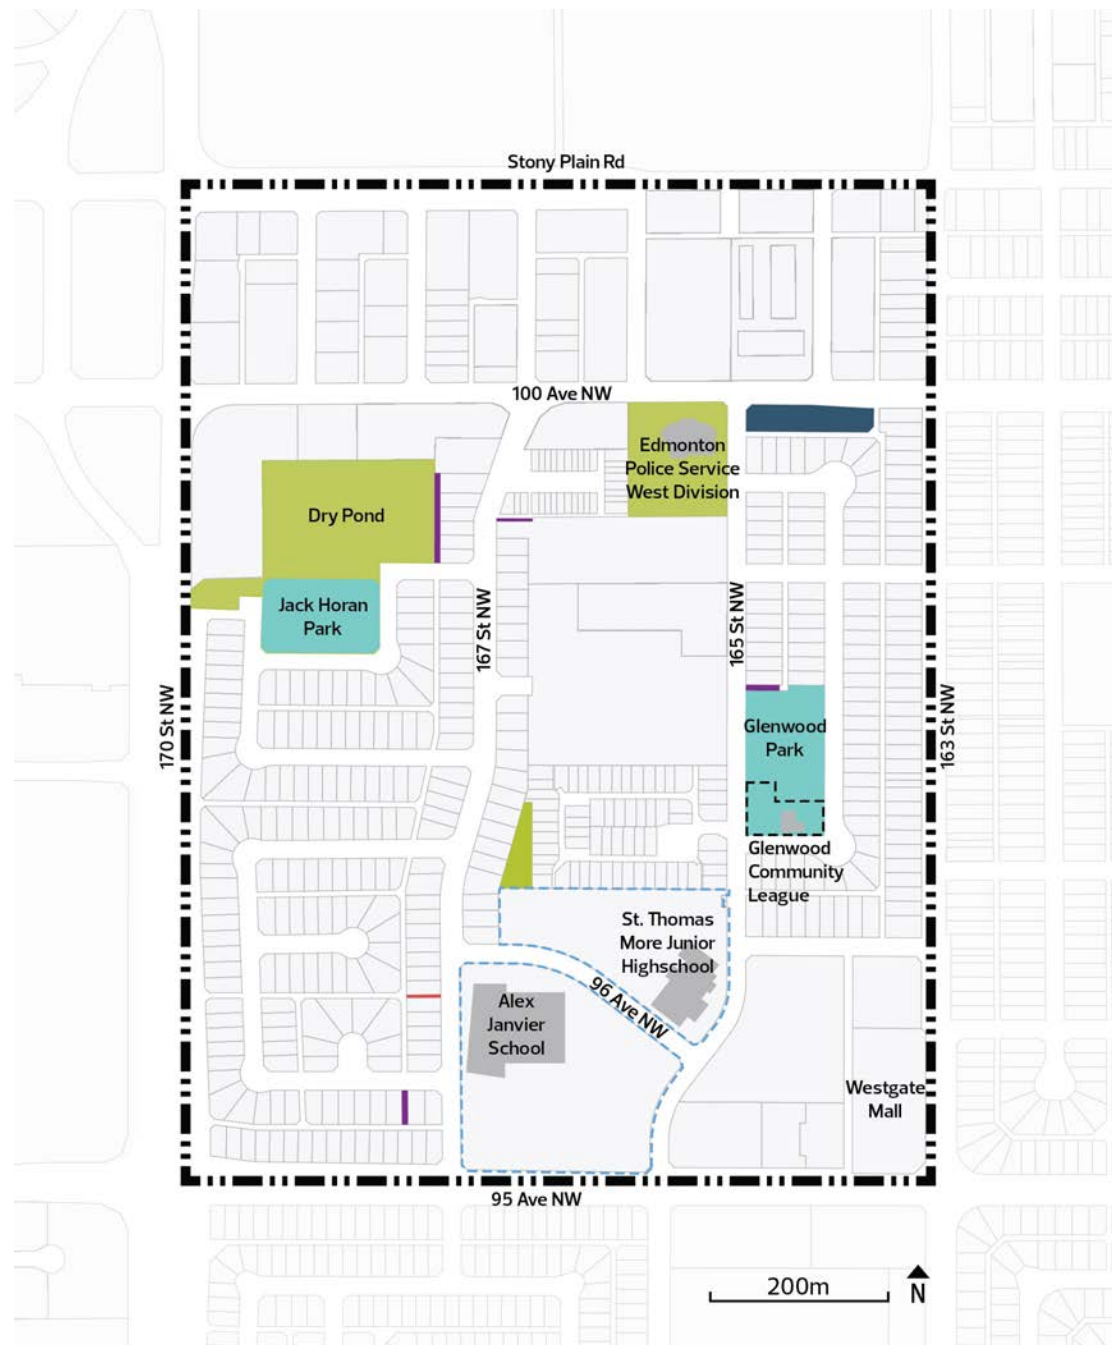 Stony Plain Rd
100 Ave NW
Edmonton
Police Service
West Division
Dry Pond
Jack Horan
Park
167 St NW
165 St NW
170 St NW
163 St NW
Glenwood
Park
Glenwood
Community
League
St. Thomas
More Junior
Highschool
96 Ave NW
Alex
Janvier
School
Westgate
Mall
95 Ave NW
200m
N